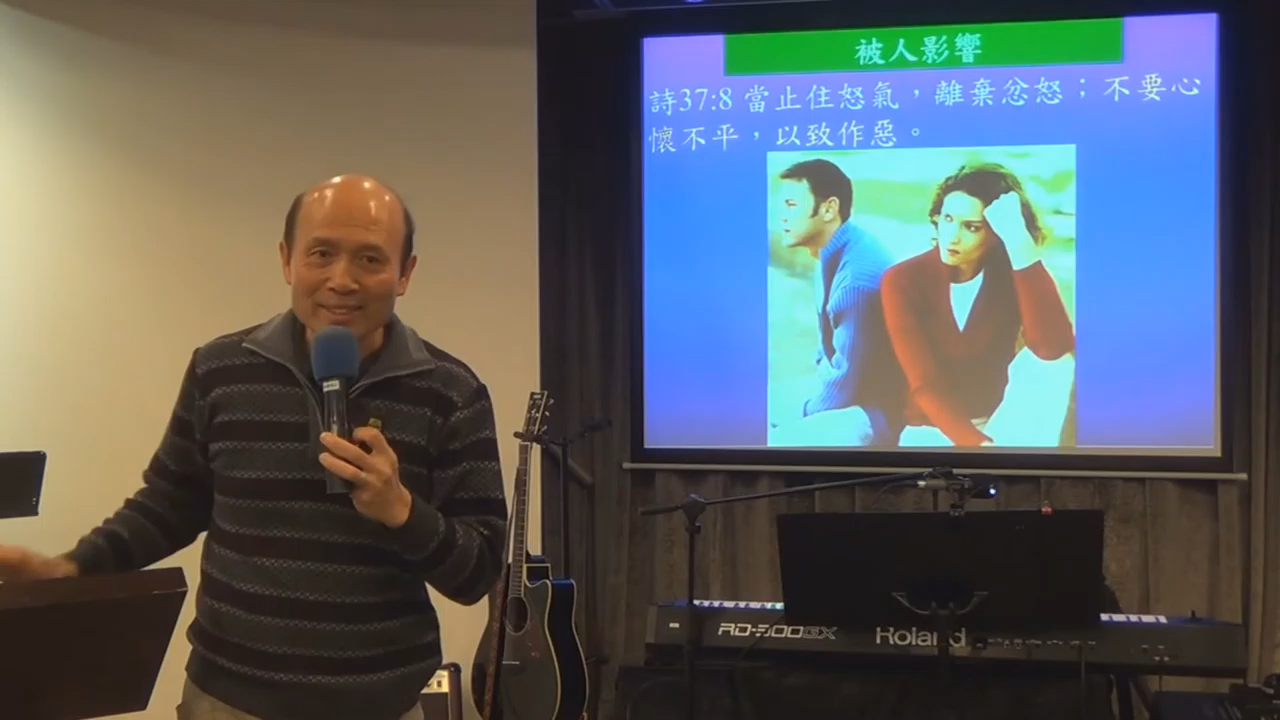 被人影響
詩37:8 當止住怒氣，離棄忿怒；不要心
懷不平，以致作惡。
RD-300GX
Roland